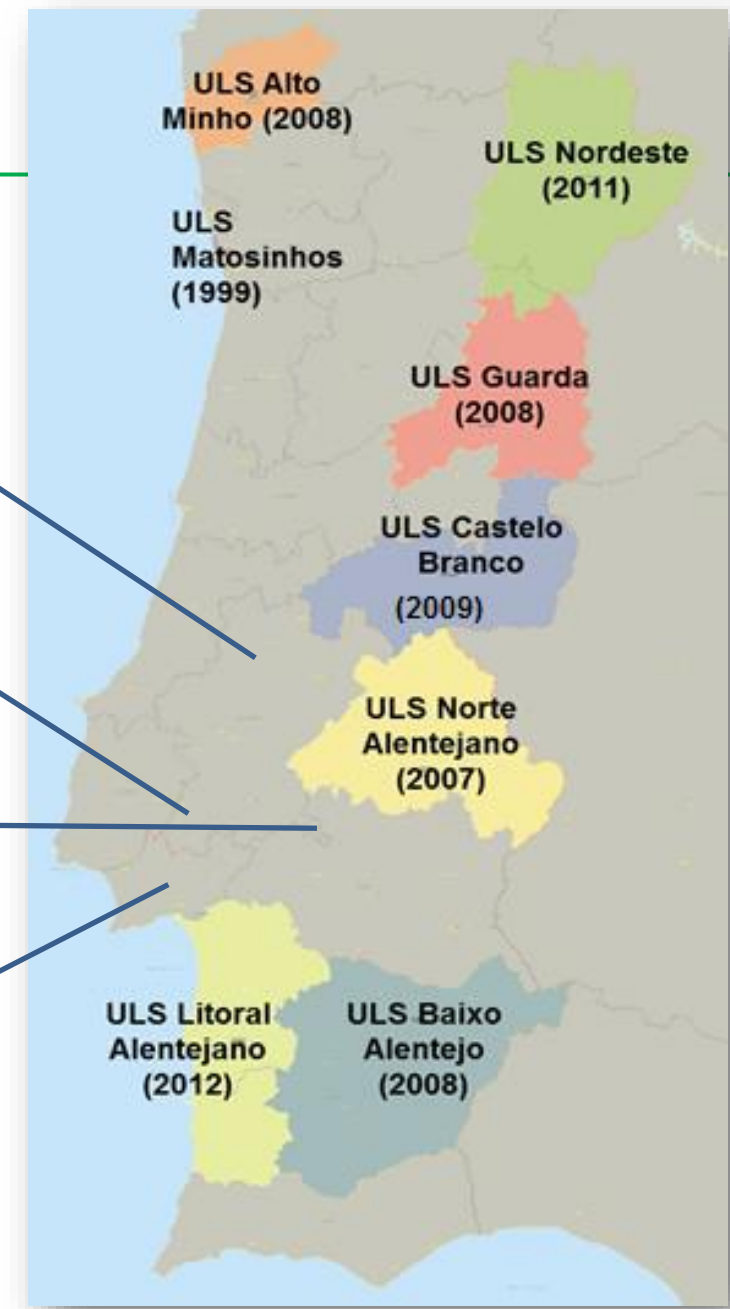 ULS Alto
Minho (2008)
ULS Nordeste
(2011)
ULS
Matosinhos
(1999)
ULS Guarda
(2008)
ULS Castelo
Branco
(2009)
ULS Norte
Alentejano
(2007)
ULS Litoral
Alentejano
(2012)
ULS Baixo
Alentejo
(2008)